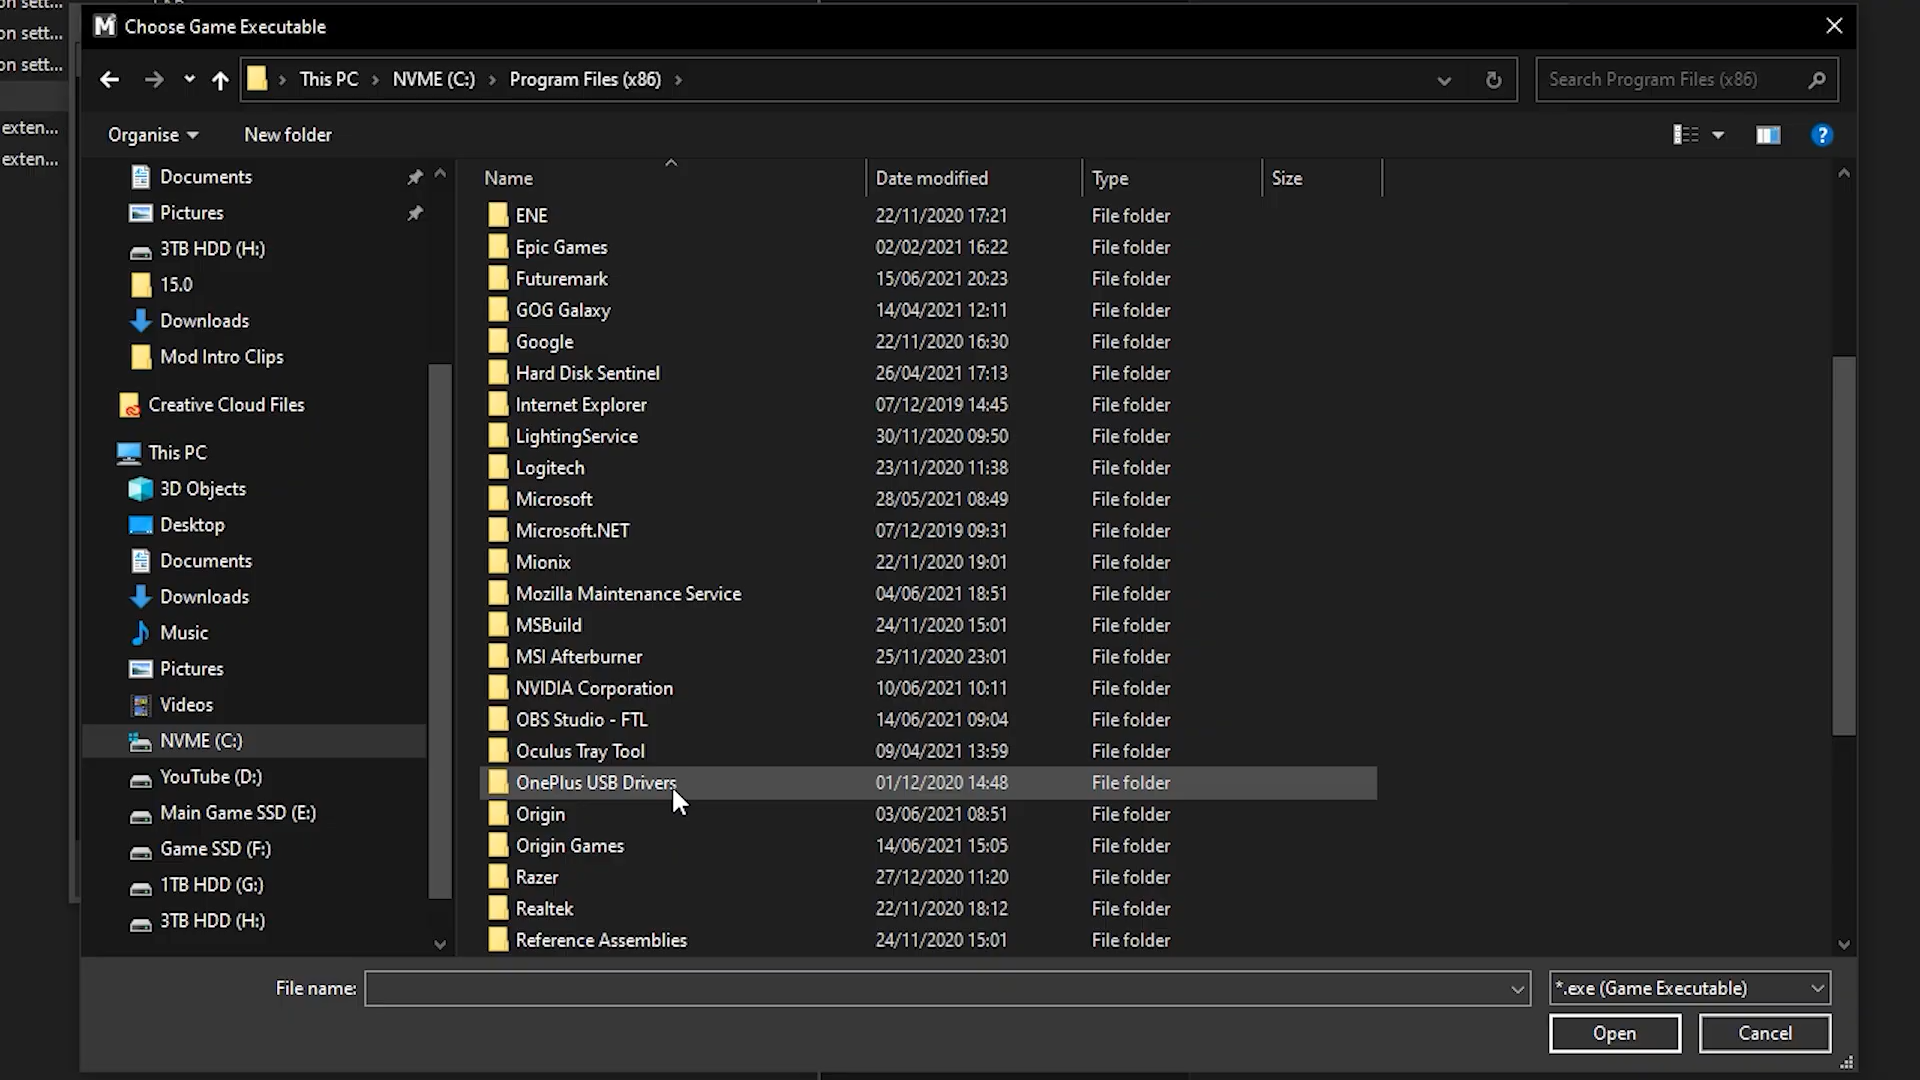 on sett...
on sett...
on sett...
exten...
exten...
Choose Game Executable
This PC > NVME (C:) > Program Files (x86) >
Search Program Files (x86)
Organise
New folder
Documents
Pictures
3TB HDD (H:)
15.0
Downloads
Mod Intro Clips
Creative Cloud Files
This PC
3D Objects
Desktop
Documents
Downloads
Music
Pictures
Videos
NVME (C:)
YouTube (D:)
Main Game SSD (E:)
Game SSD (F:)
1TB HDD (G:)
3TB HDD (H:)
Name Date modified Type Size
ENE 22/11/2020 17:21 File folder
Epic Games 02/02/2021 16:22 File folder
Futuremark 15/06/2021 20:23 File folder
GOG Galaxy 14/04/2021 12:11 File folder
Google 22/11/2020 16:30 File folder
Hard Disk Sentinel 26/04/2021 17:13 File folder
Internet Explorer 07/12/2019 14:45 File folder
LightingService 30/11/2020 09:50 File folder
Logitech 23/11/2020 11:38 File folder
Microsoft 28/05/2021 08:49 File folder
Microsoft.NET 07/12/2019 09:31 File folder
Mionix 22/11/2020 19:01 File folder
Mozilla Maintenance Service 04/06/2021 18:51 File folder
MSBuild 24/11/2020 15:01 File folder
MSI Afterburner 25/11/2020 23:01 File folder
NVIDIA Corporation 10/06/2021 10:11 File folder
OBS Studio - FTL 14/06/2021 09:04 File folder
Oculus Tray Tool 09/04/2021 13:59 File folder
OnePlus USB Drivers 01/12/2020 14:48 File folder
Origin 03/06/2021 08:51 File folder
Origin Games 14/06/2021 15:05 File folder
Razer 27/12/2020 11:20 File folder
Realtek 22/11/2020 18:12 File folder
Reference Assemblies 24/11/2020 15:01 File folder
File name:
*.exe (Game Executable)
Open
Cancel